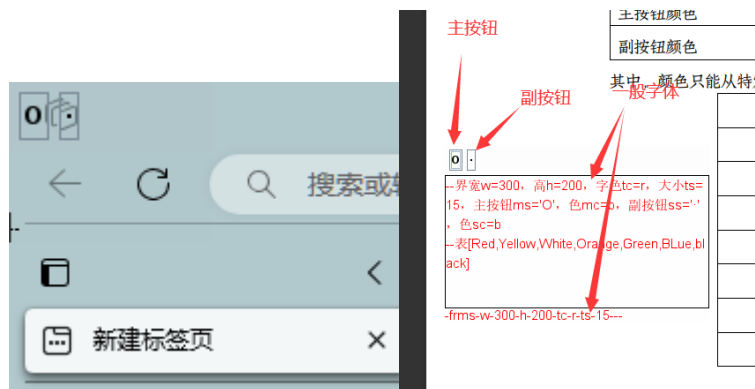 O
·
搜索或
新建标签页
主按钮
副按钮
一般字体
主按钮颜色
副按钮颜色
其中，颜色只能从特
O
·
--界宽w=300，高h=200，字色tc=r，大小ts=
15，主按钮ms='O'，色mc=b，副按钮ss='·'
，色sc=b
--表[Red,Yellow,White,Orange,Green,BLue,bl
ack]
-frms-w-300-h-200-tc-r-ts-15---